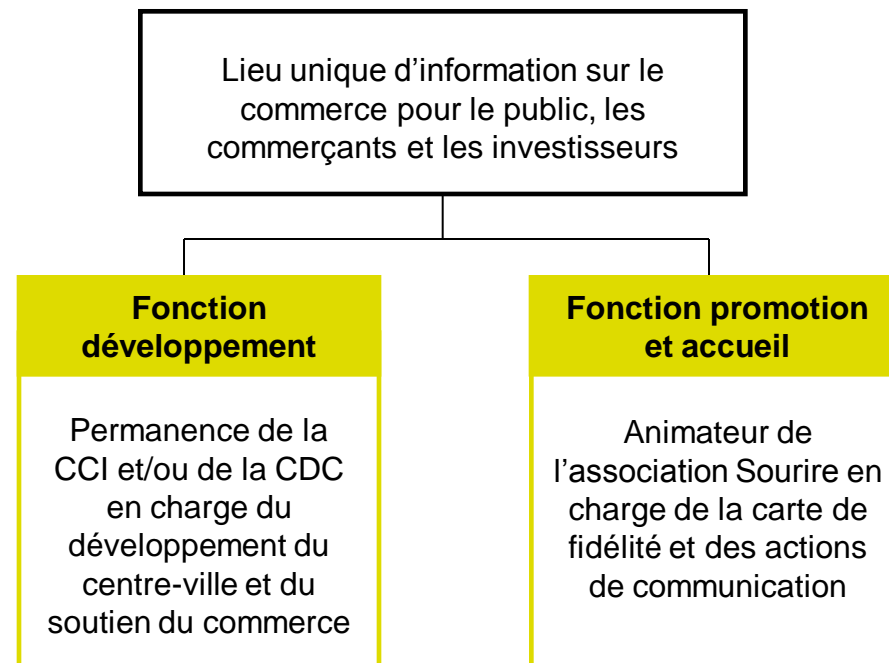 Lieu unique d’information sur le
commerce pour le public, les
commerçants et les investisseurs
Fonction
développement
Permanence de la
CCI et/ou de la CDC
en charge du
développement du
centre-ville et du
soutien du commerce
Fonction promotion
et accueil
Animateur de
l’association Sourire en
charge de la carte de
fidélité et des actions
de communication